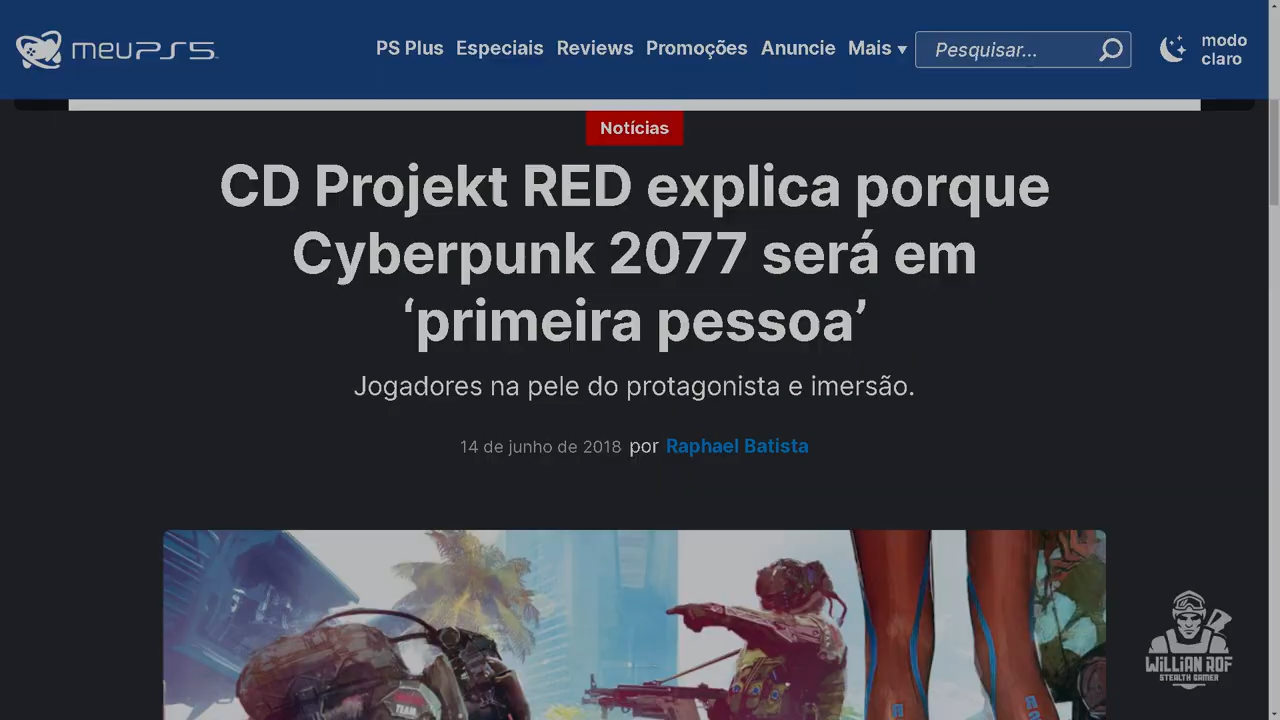 meuPS5
PS Plus Especiais Reviews Promoções Anuncie Mais Pesquisar... modo claro
Notícias
CD Projekt RED explica porque
Cyberpunk 2077 será em
‘primeira pessoa’
Jogadores na pele do protagonista e imersão.
14 de junho de 2018 por Raphael Batista
TEAM
WILLIAN ROF
STEALTH GAMER